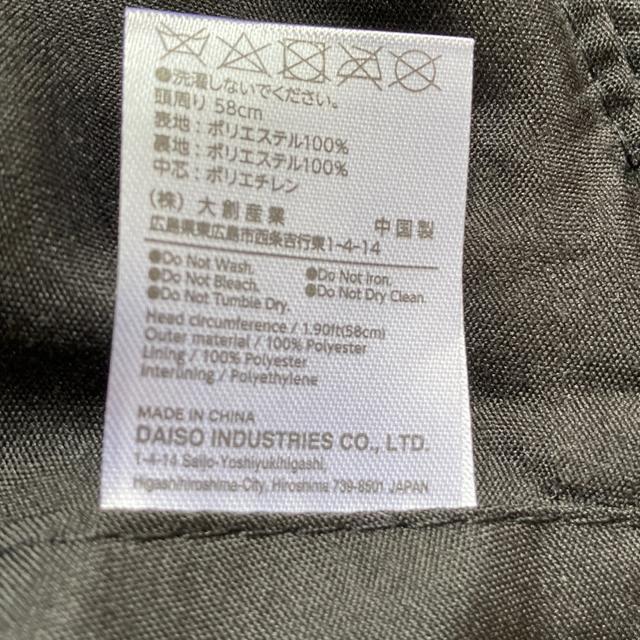 ●洗濯しないでください。
頭周り 58cm
表地：ポリエステル100%
裏地：ポリエステル100%
中芯：ポリエチレン
（株）大創産業 中国製
広島県東広島市西条吉行東1-4-14
●Do Not Wash. ●Do Not Iron.
●Do Not Bleach. ●Do Not Dry Clean.
●Do Not Tumble Dry.
Head circumference / 1.90ft(58cm)
Outer material / 100% Polyester
Lining / 100% Polyester
Interlining / Polyethylene
MADE IN CHINA
DAISO INDUSTRIES CO., LTD.
1-4-14 Saijo-Yoshiyukihigashi,
Higashihiroshima-City, Hiroshima 739-8501 JAPAN